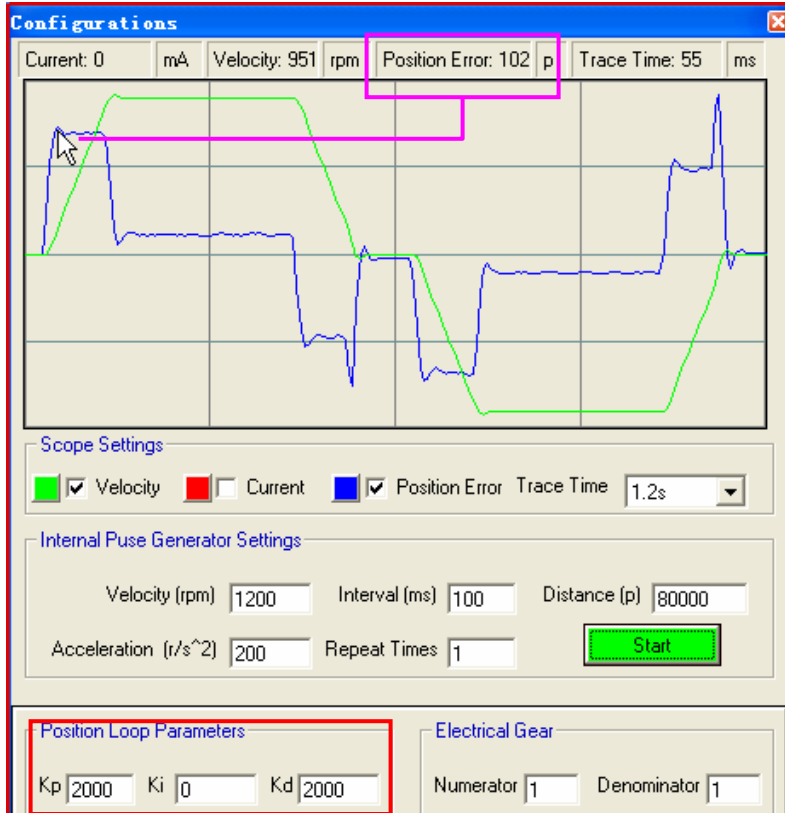 Configurations
Current: 0 mA Velocity: 951 rpm Position Error: 102 p Trace Time: 55 ms
Scope Settings
Velocity Current Position Error Trace Time 1.2s
Internal Puse Generator Settings
Velocity (rpm) 1200 Interval (ms) 100 Distance (p) 80000
Acceleration (r/s^2) 200 Repeat Times 1 Start
Position Loop Parameters Electrical Gear
Kp 2000 Ki 0 Kd 2000 Numerator 1 Denominator 1